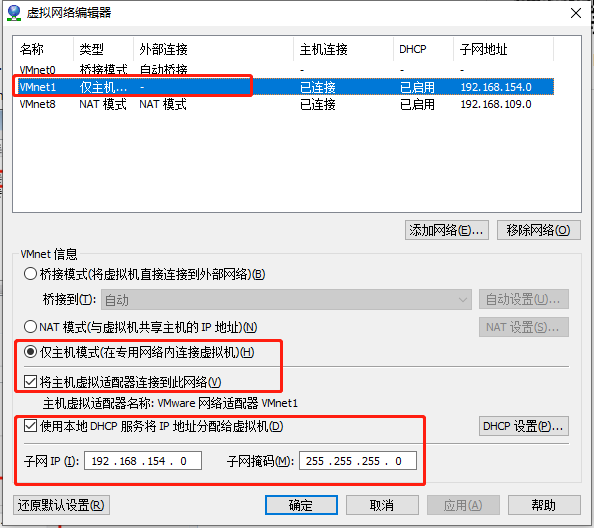 虚拟网络编辑器
名称 类型 外部连接 主机连接 DHCP 子网地址
VMnet0 桥接模式 自动桥接 - - -
VMnet1 仅主机... - 已连接 已启用 192.168.154.0
VMnet8 NAT 模式 NAT 模式 已连接 已启用 192.168.109.0
添加网络(E)... 移除网络(O)
VMnet 信息
桥接模式(将虚拟机直接连接到外部网络)(B)
桥接到(T): 自动 自动设置(U)...
NAT 模式(与虚拟机共享主机的 IP 地址)(N) NAT 设置(S)...
仅主机模式(在专用网络内连接虚拟机)(H)
将主机虚拟适配器连接到此网络(V)
主机虚拟适配器名称: VMware 网络适配器 VMnet1
使用本地 DHCP 服务将 IP 地址分配给虚拟机(D) DHCP 设置(P)...
子网 IP (I): 192 .168 .154 . 0 子网掩码(M): 255 .255 .255 . 0
还原默认设置(R) 确定 取消 应用(A) 帮助